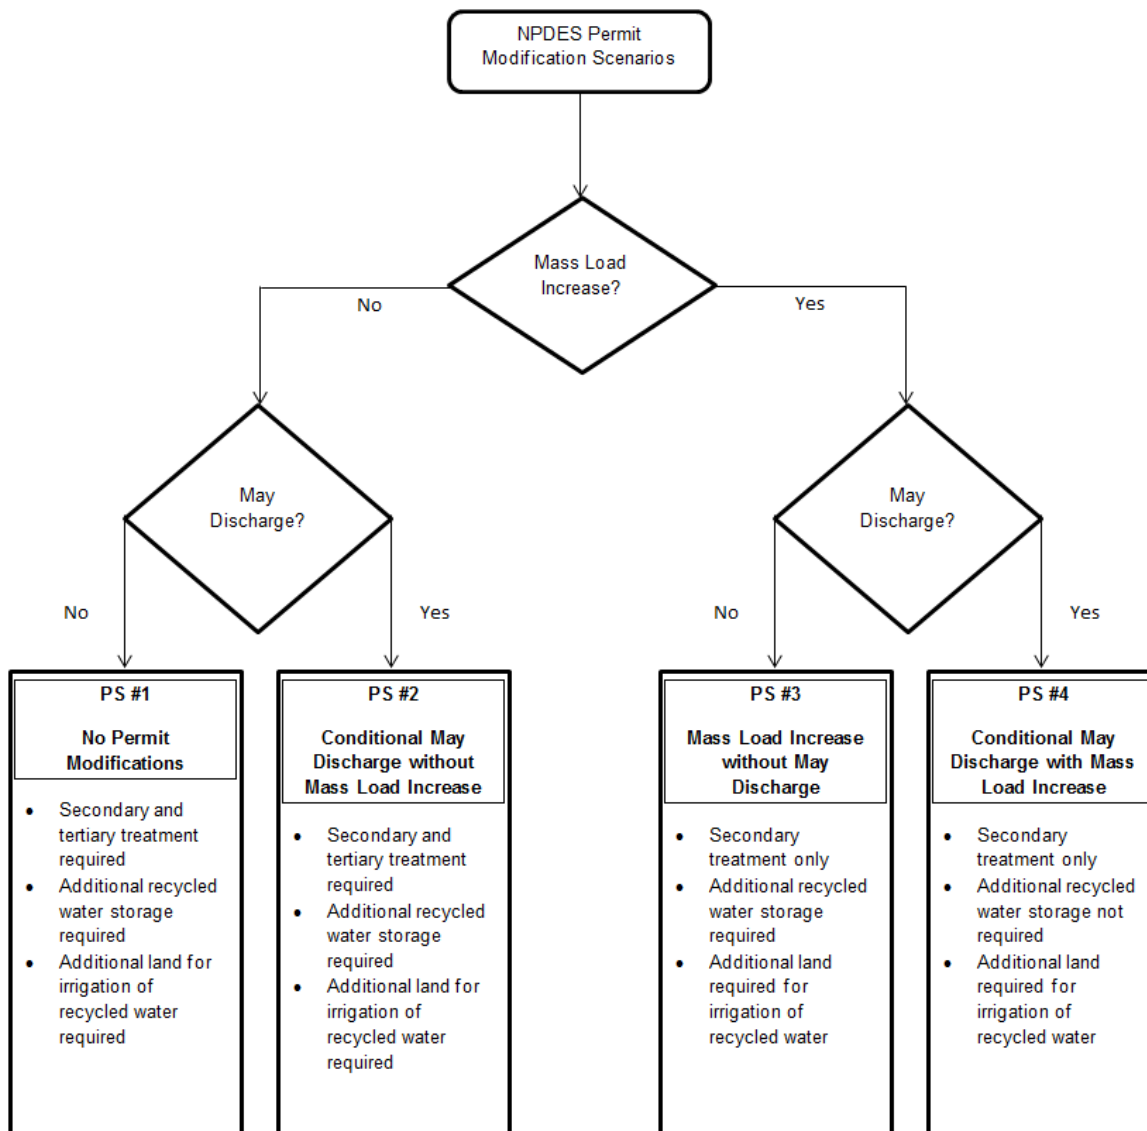 NPDES Permit
Modification Scenarios
Mass Load
Increase?
No
Yes
May
Discharge?
May
Discharge?
No
Yes
No
Yes
PS #1
No Permit
Modifications
• Secondary and
tertiary treatment
required
• Additional recycled
water storage
required
• Additional land for
irrigation of
recycled water
required
PS #2
Conditional May
Discharge without
Mass Load Increase
• Secondary and
tertiary treatment
required
• Additional recycled
water storage
required
• Additional land for
irrigation of
recycled water
required
PS #3
Mass Load Increase
without May
Discharge
• Secondary
treatment only
• Additional recycled
water storage
required
• Additional land
required for
irrigation of
recycled water
PS #4
Conditional May
Discharge with Mass
Load Increase
• Secondary
treatment only
• Additional recycled
water storage not
required
• Additional land
required for
irrigation of
recycled water